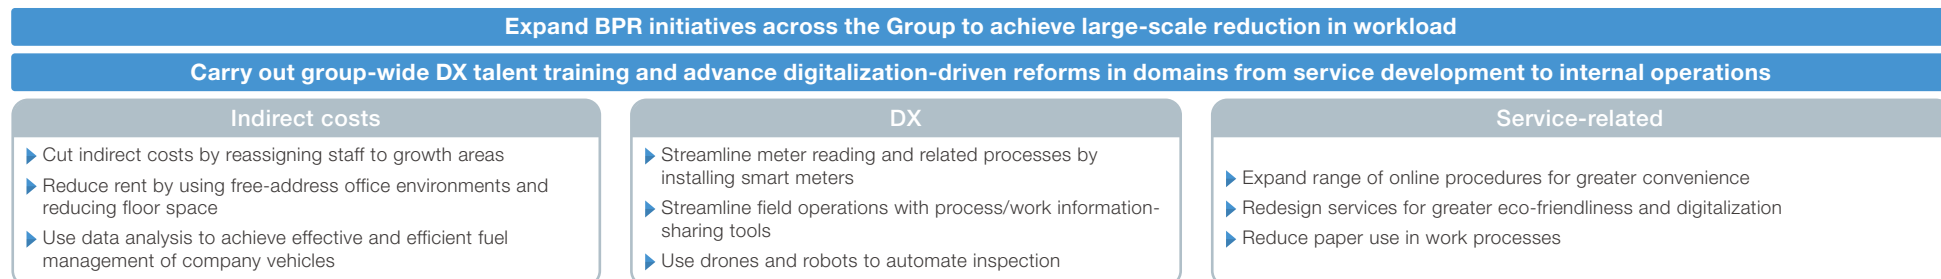 Expand BPR initiatives across the Group to achieve large-scale reduction in workload
Carry out group-wide DX talent training and advance digitalization-driven reforms in domains from service development to internal operations
Indirect costs
Cut indirect costs by reassigning staff to growth areas
Reduce rent by using free-address office environments and
reducing floor space
Use data analysis to achieve effective and efficient fuel
management of company vehicles
DX
Streamline meter reading and related processes by
installing smart meters
Streamline field operations with process/work information-
sharing tools
Use drones and robots to automate inspection
Service-related
Expand range of online procedures for greater convenience
Redesign services for greater eco-friendliness and digitalization
Reduce paper use in work processes